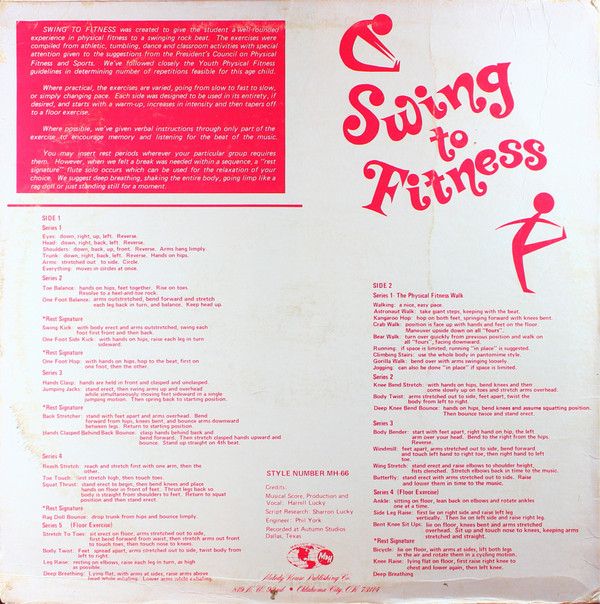 SWING TO FITNESS was created to give the student a well-rounded
experience in physical fitness to a swinging rock beat. The exercises were
compiled from athletic, tumbling, dance and classroom activities with special
attention given to the suggestions from the President's Council on Physical
Fitness and Sports. We've followed closely the Youth Physical Fitness
guidelines in determining number of repetitions feasible for this age child.
Where practical, the exercises are varied, going from slow to fast to slow,
or simply changing pace. Each side was designed to be used in its entirety, if
desired, and starts with a warm-up, increases in intensity and then tapers off
to a floor exercise.
Where possible, we've given verbal instructions through only part of the
exercise to encourage memory and listening for the beat of the music.
You may insert rest periods wherever your particular group requires
them. However, when we felt a break was needed within a sequence, a "rest
signature" flute solo occurs which can be used for the relaxation of your
choice. We suggest deep breathing, shaking the entire body, going limp like a
rag doll or just standing still for a moment.
Swing
to
Fitness
SIDE 1
Series 1
Eyes: down, right, up, left. Reverse.
Head: down, right, back, left. Reverse.
Shoulders: down, back, up, front. Reverse. Arms hang limply.
Trunk: down, right, back, left. Reverse. Hands on hips.
Arms: stretched out to side. Circle.
Everything: moves in circles at once.
Series 2
Toe Balance: hands on hips, feet together. Rise on toes.
Resolve to a heel-and-toe rock.
One Foot Balance: arms outstretched, bend forward and stretch
each leg back in turn, and balance. Keep head up.
*Rest Signature
Swing Kick: with body erect and arms outstretched, swing each
foot first front and then back.
One Foot Side Kick: with hands on hips, raise each leg in turn
sideward.
*Rest Signature
One Foot Hop: with hands on hips, hop to the beat, first on
one foot, then the other.
Series 3
Hands Clasp: hands are held in front and clasped and unclasped.
Jumping Jacks: stand erect, then swing arms up and overhead
while simultaneously moving feet sideward in a single
jumping motion. Then spring back to starting position.
*Rest Signature
Back Stretcher: stand with feet apart and arms overhead. Bend
forward from hips, knees bent, and bounce arms downward
between legs. Return to starting position.
Hands Clasped Behind Back Bounce: clasp hands behind back and
bend forward. Then stretch clasped hands upward and
bounce. Stand up straight on 4th beat.
Series 4
Reach Stretch: reach and stretch first with one arm, then the
other.
Toe Touch: first stretch high, then touch toes.
Squat Thrust: stand erect to begin, then bend knees and place
hands on floor in front of feet. Thrust legs back so
body is straight from shoulders to feet. Return to squat
position and then stand erect.
*Rest Signature
Rag Doll Bounce: drop trunk from hips and bounce limply.
Series 5 (Floor Exercise)
Stretch To Toes: sit erect on floor, arms stretched out to side,
first bend forward from waist, then stretch arms out front
to touch toes, then touch nose to knees.
Body Twist: Feet spread apart, arms stretched out to side, twist body from
left to right.
Leg Raise: resting on elbows, raise each leg in turn, as high
as possible.
Deep Breathing: Lying flat, with arms at sides, raise arms above
head while inhaling. Lower arms while exhaling.
STYLE NUMBER MH-66
Credits:
Musical Score, Production and
Vocal: Harrell Lucky
Script Research: Sharron Lucky
Engineer: Phil York
Recorded at Autumn Studios
Dallas, Texas
MH
Melody House Publishing Co.
819 N. W. 92nd • Oklahoma City, OK 73114
SIDE 2
Series 1- The Physical Fitness Walk
Walking: a nice, easy pace.
Astronaut Walk: take giant steps, keeping with the beat.
Kangaroo Hop: hop on both feet, springing forward with knees bent.
Crab Walk: position is face up with hands and feet on the floor.
Maneuver upside down on all "fours".
Bear Walk: turn over quickly from previous position and walk on
all "fours", facing downward.
Running: if space is limited, running "in place" is suggested.
Climbing Stairs: use the whole body in pantomime style.
Gorilla Walk: bend over with arms swinging loosely.
Jogging: can also be done "in place" if space is limited.
Series 2
Knee Bend Stretch: with hands on hips, bend knees and then
come slowly up on toes and stretch arms overhead.
Body Twist: arms stretched out to side, feet apart, twist the
body from left to right.
Deep Knee Bend Bounce: hands on hips, bend knees and assume squatting position.
Then bounce twice and stand erect.
Series 3
Body Bender: start with feet apart, right hand on hip, the left
arm over your head. Bend to the right from the hips.
Reverse.
Windmill: feet apart, arms stretched out to side, bend forward
and touch left hand to right toe, then right hand to left
toe.
Wing Stretch: stand erect and raise elbows to shoulder height,
fists clenched. Stretch elbows back in time to the music.
Butterfly: stand erect with arms stretched out to side. Raise
and lower them in time to the music.
Series 4 (Floor Exercise)
Ankle: sitting on floor, lean back on elbows and rotate ankles
one at a time.
Side Leg Raise: first lie on right side and raise left leg
vertically. Then lie on left side and raise right leg.
Bent Knee Sit Ups: lie on floor, knees bent and arms stretched
overhead. Sit up and touch nose to knees, keeping arms
stretched and straight.
*Rest Signature
Bicycle: lie on floor, with arms at sides, lift both legs
in the air and rotate them in a cycling motion.
Knee Raise: lying flat on floor, first raise right knee to
chest and lower again, then left knee.
Deep Breathing